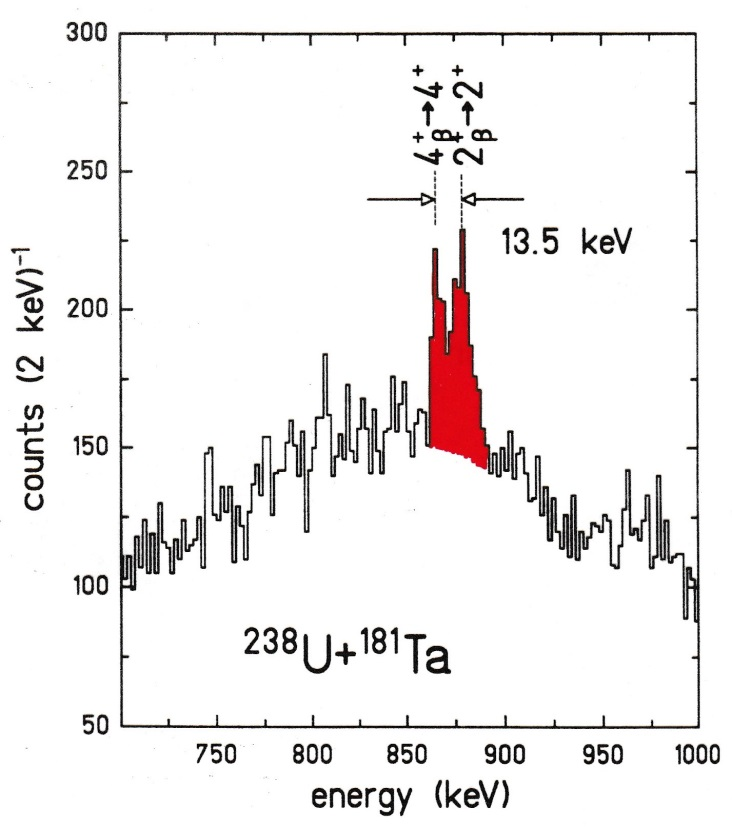 300
250
200
150
100
50
counts (2 keV)⁻¹
4⁺β→4⁺
2⁺β→2⁺
13.5 keV
²³⁸U+¹⁸¹Ta
750 800 850 900 950 1000
energy (keV)